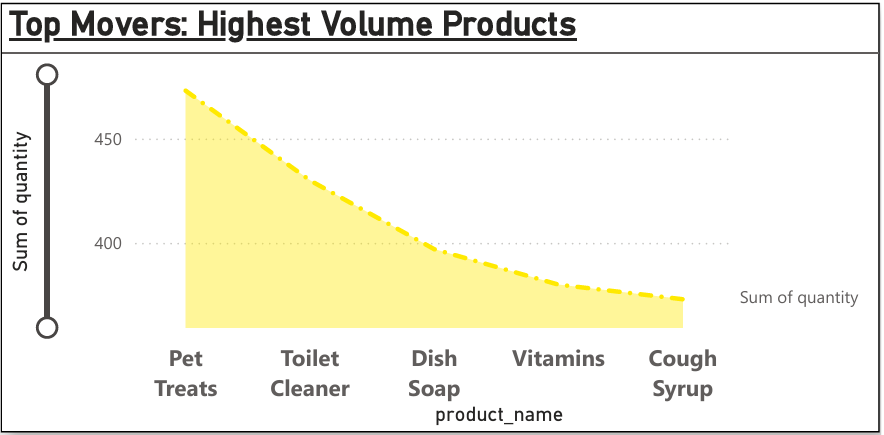 Top Movers: Highest Volume Products
Sum of quantity
450
400
Sum of quantity
Pet Treats
Toilet Cleaner
Dish Soap
Vitamins
Cough Syrup
product_name